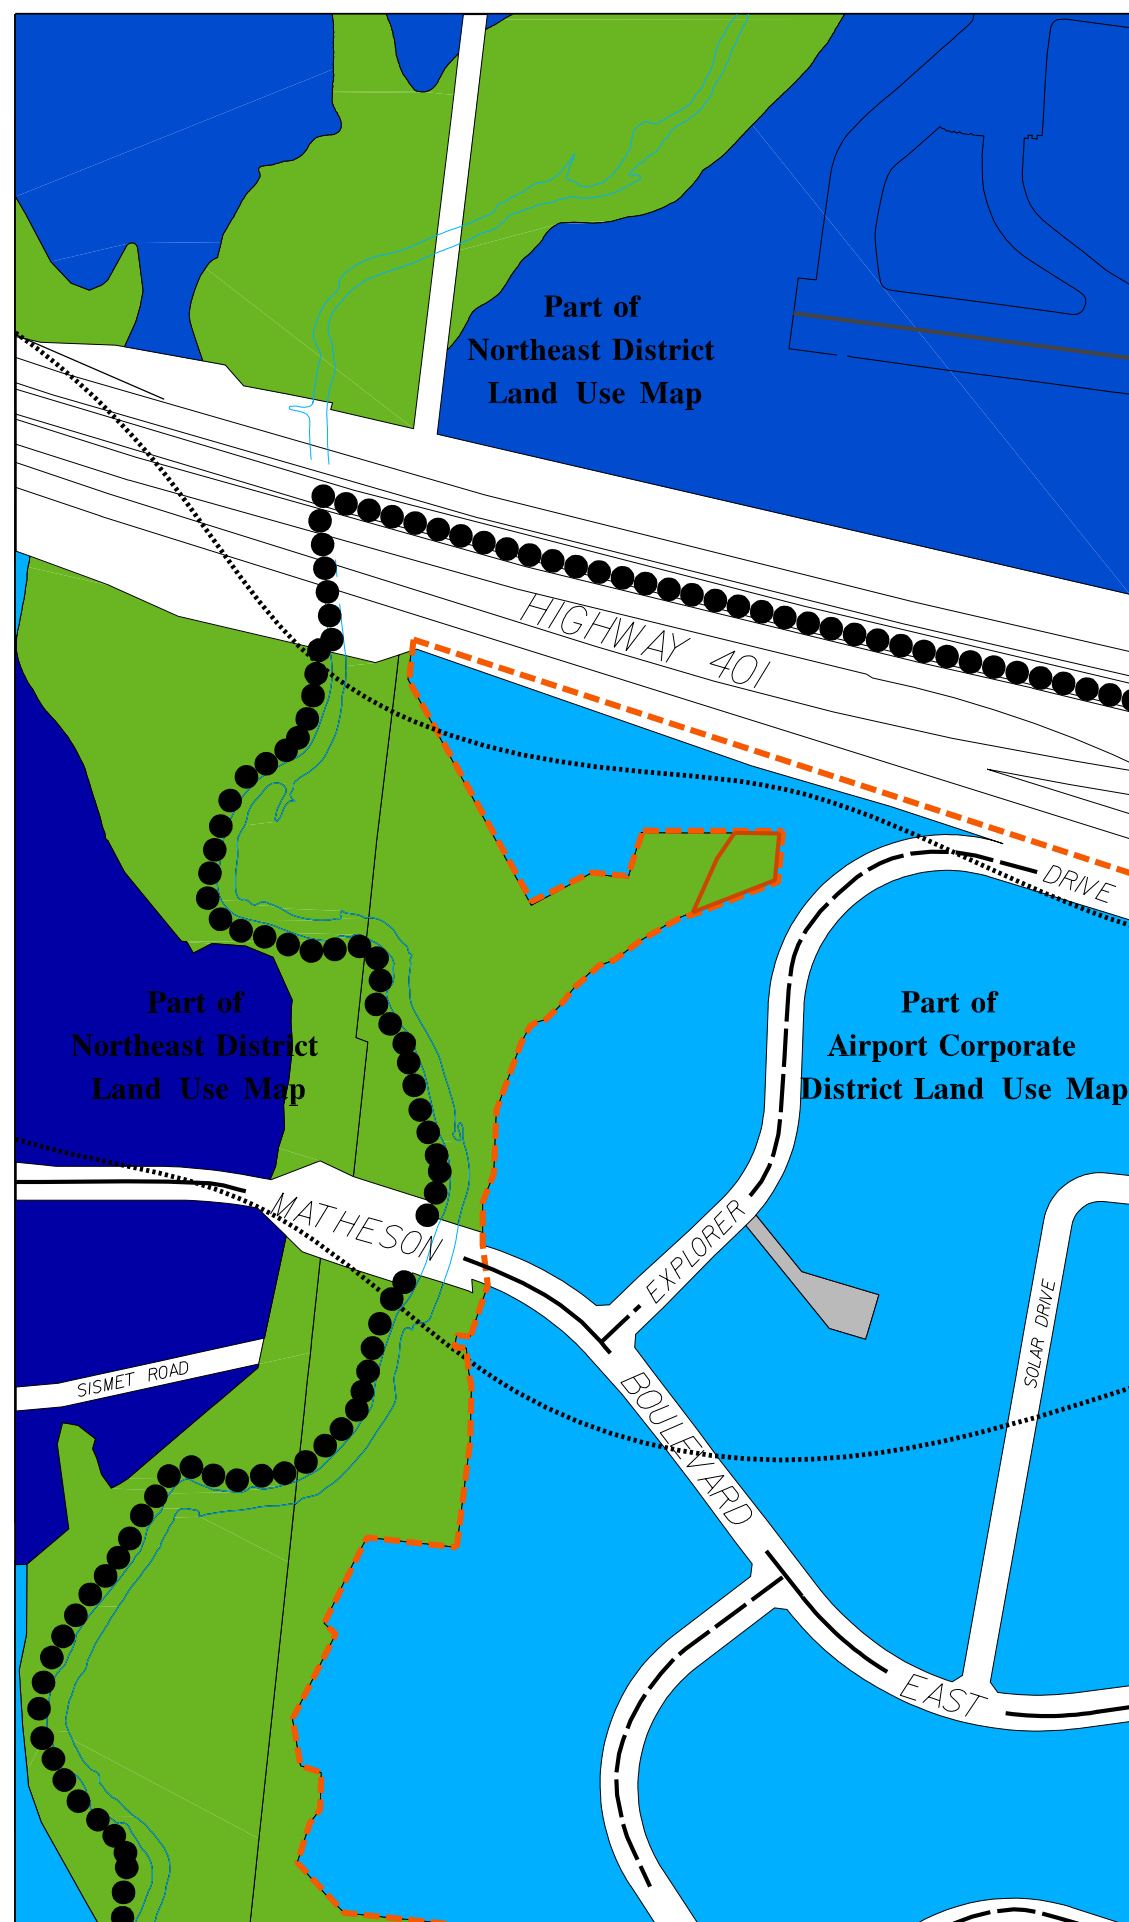 Part of
Northeast District
Land Use Map
HIGHWAY 401
DRIVE
Part of
Northeast District
Land Use Map
Part of
Airport Corporate
District Land Use Map
MATHESON
EXPLORER
SOLAR DRIVE
SISMET ROAD
BOULEVARD
EAST